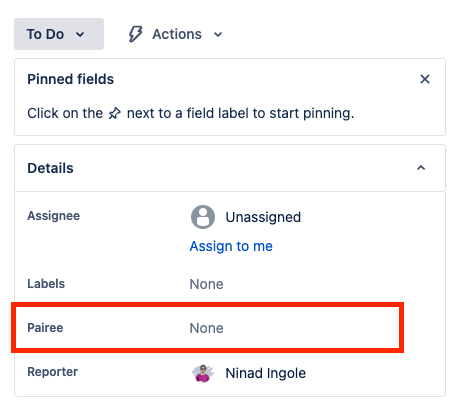 To Do Actions
Pinned fields
Click on the next to a field label to start pinning.
Details
Assignee Unassigned
Assign to me
Labels None
Pairee None
Reporter Ninad Ingole